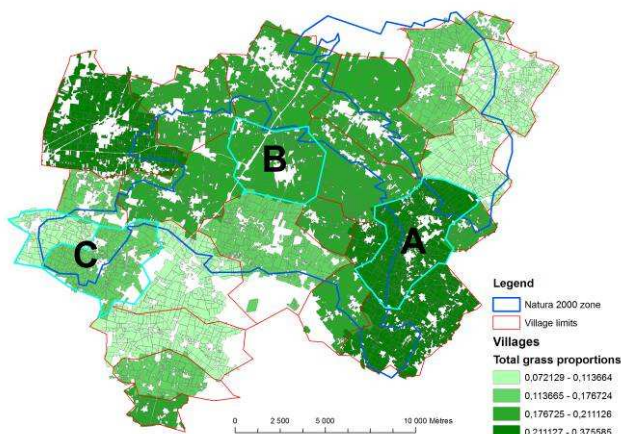 B
A
C
Legend
Natura 2000 zone
Village limits
Villages
Total grass proportions
0,072129 - 0,113664
0,113665 - 0,176724
0,176725 - 0,211126
0,211127 - 0,375585
0 2 500 5 000 10 000 Mètres